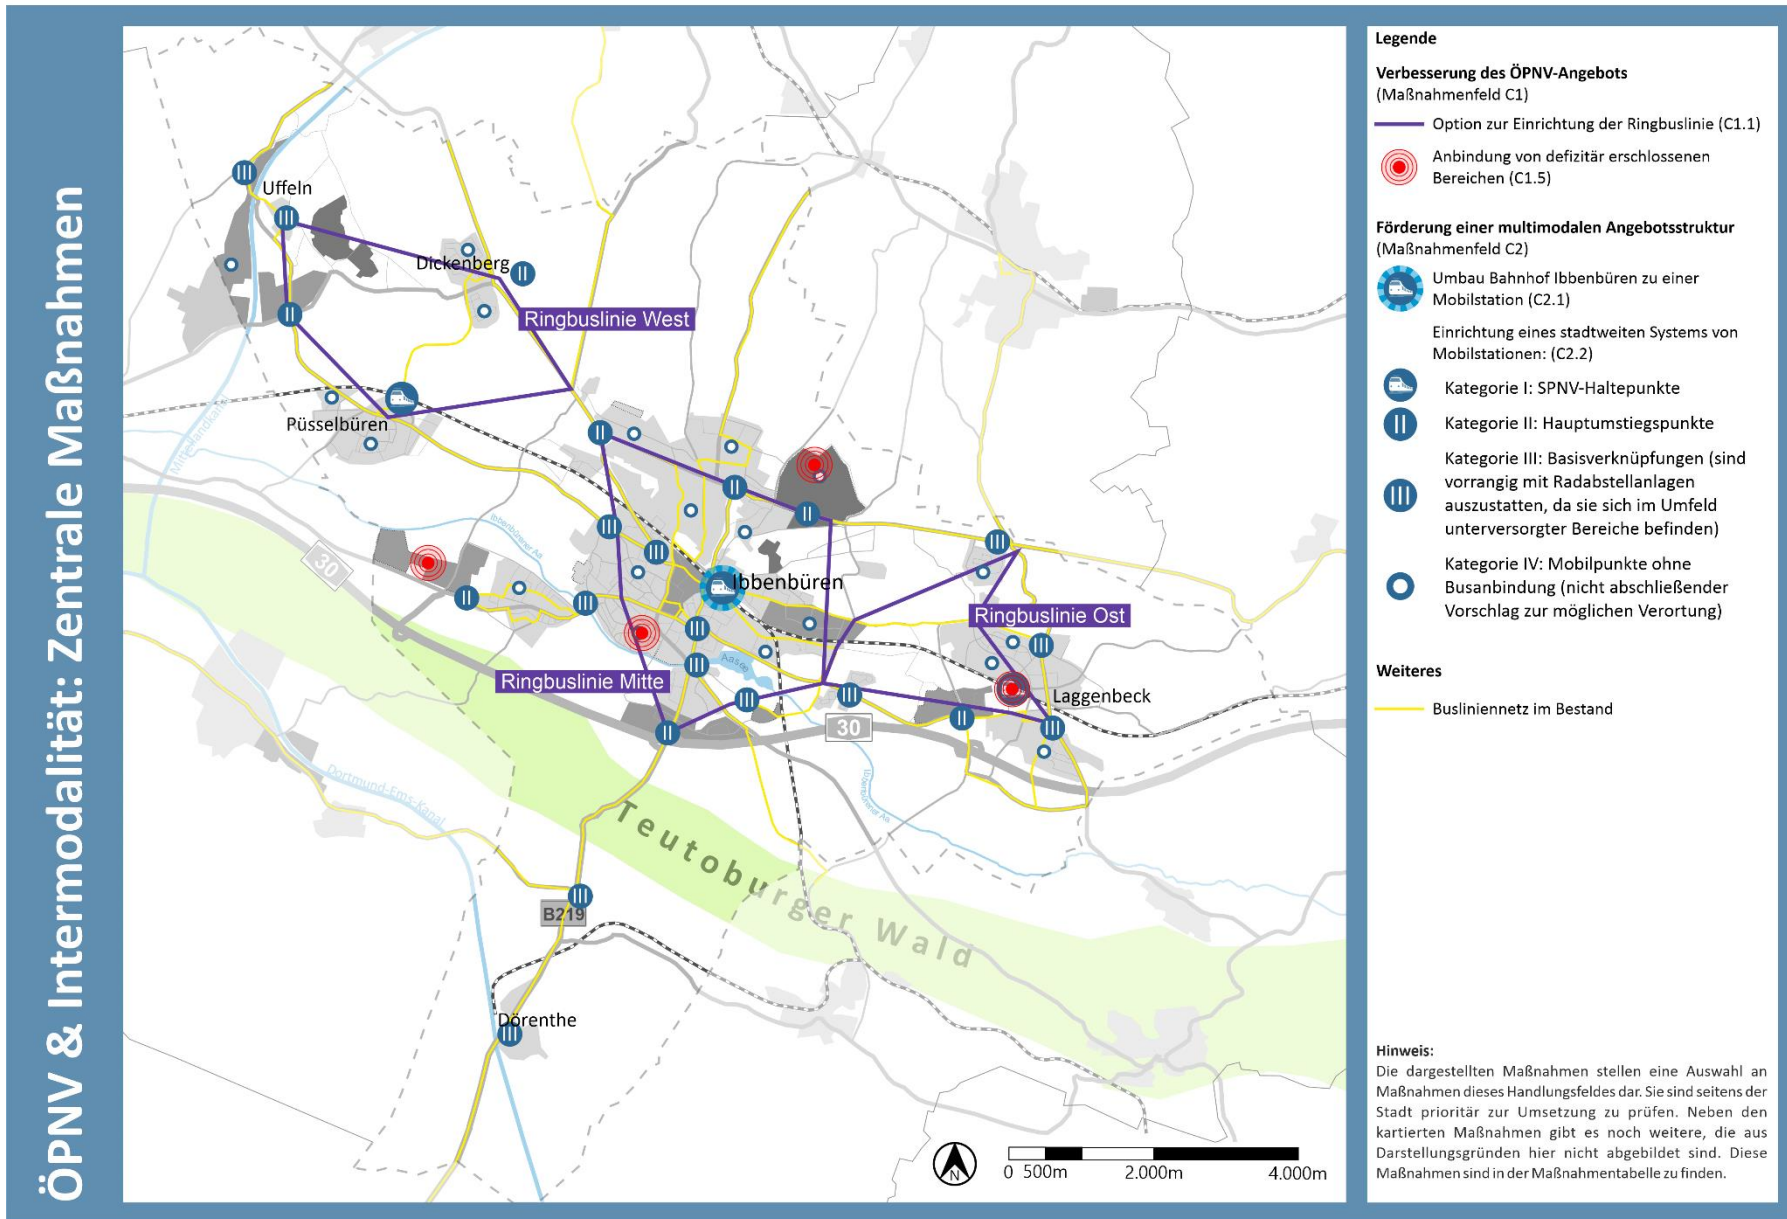 ÖPNV & Intermodalität: Zentrale Maßnahmen
Uffeln
Dickenberg
Ringbuslinie West
Mittellandkanal
Püsselbüren
Ibbenbürener Aa
30
Ibbenbüren
Ringbuslinie Ost
Aasee
Ringbuslinie Mitte
Laggenbeck
30
Dortmund-Ems-Kanal
Ibbenbürener Aa
Teutoburger Wald
B219
Dörenthe
N
0 500m 2.000m 4.000m
Legende
Verbesserung des ÖPNV-Angebots
(Maßnahmenfeld C1)
Option zur Einrichtung der Ringbuslinie (C1.1)
Anbindung von defizitär erschlossenen
Bereichen (C1.5)
Förderung einer multimodalen Angebotsstruktur
(Maßnahmenfeld C2)
Umbau Bahnhof Ibbenbüren zu einer
Mobilstation (C2.1)
Einrichtung eines stadtweiten Systems von
Mobilstationen: (C2.2)
Kategorie I: SPNV-Haltepunkte
Kategorie II: Hauptumstiegspunkte
Kategorie III: Basisverknüpfungen (sind
vorrangig mit Radabstellanlagen
auszustatten, da sie sich im Umfeld
unterversorgter Bereiche befinden)
Kategorie IV: Mobilpunkte ohne
Busanbindung (nicht abschließender
Vorschlag zur möglichen Verortung)
Weiteres
Busliniennetz im Bestand
Hinweis:
Die dargestellten Maßnahmen stellen eine Auswahl an
Maßnahmen dieses Handlungsfeldes dar. Sie sind seitens der
Stadt prioritär zur Umsetzung zu prüfen. Neben den
kartierten Maßnahmen gibt es noch weitere, die aus
Darstellungsgründen hier nicht abgebildet sind. Diese
Maßnahmen sind in der Maßnahmentabelle zu finden.